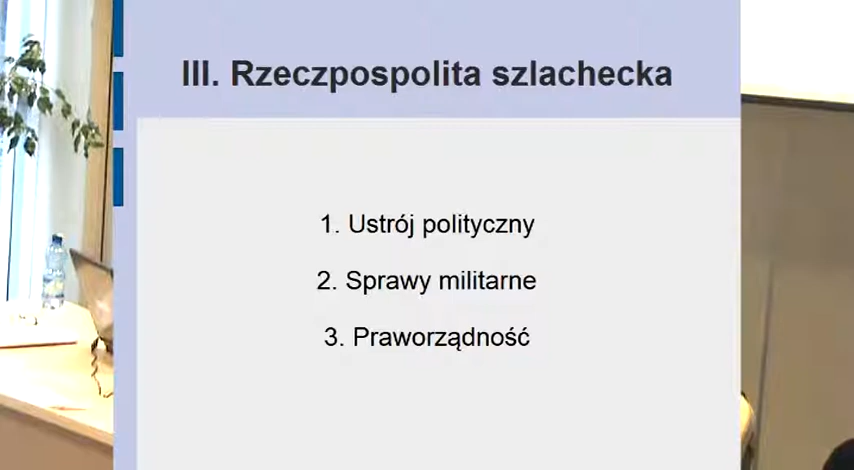 III. Rzeczpospolita szlachecka
1. Ustrój polityczny
2. Sprawy militarne
3. Praworządność